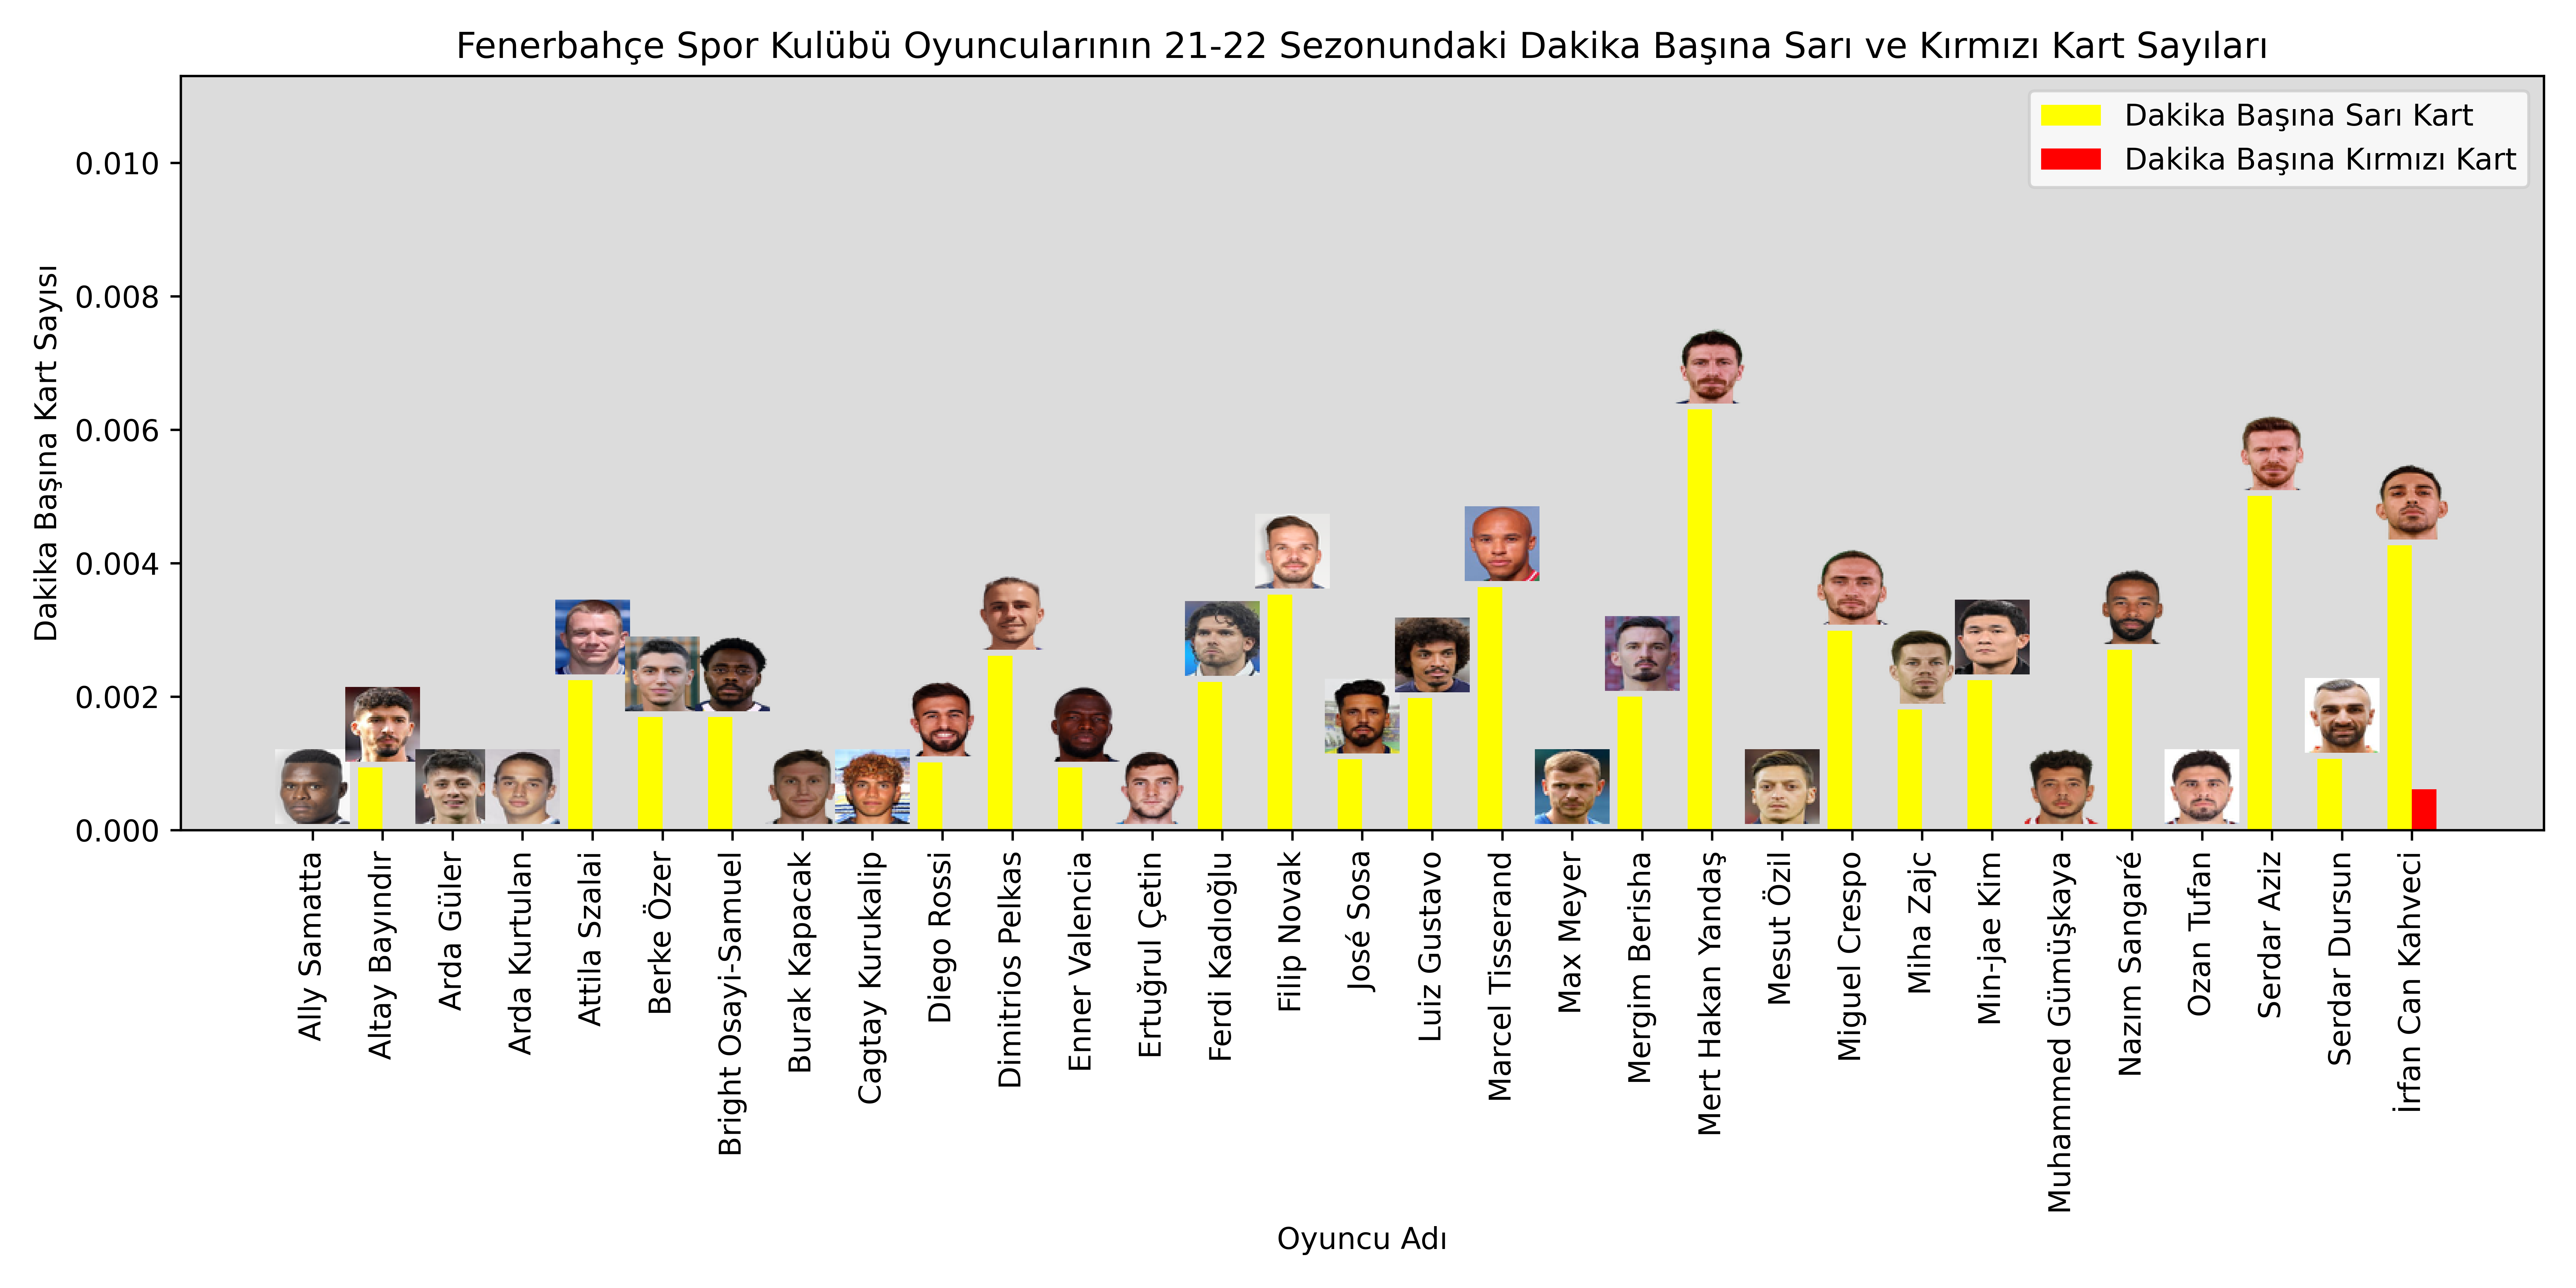 Fenerbahçe Spor Kulübü Oyuncularının 21-22 Sezonundaki Dakika Başına Sarı ve Kırmızı Kart Sayıları
Dakika Başına Sarı Kart
Dakika Başına Kırmızı Kart
Dakika Başına Kart Sayısı
0.010
0.008
0.006
0.004
0.002
0.000
Ally Samatta
Altay Bayındır
Arda Güler
Arda Kurtulan
Attila Szalai
Berke Özer
Bright Osayi-Samuel
Burak Kapacak
Cagtay Kurukalip
Diego Rossi
Dimitrios Pelkas
Enner Valencia
Ertuğrul Çetin
Ferdi Kadıoğlu
Filip Novak
José Sosa
Luiz Gustavo
Marcel Tisserand
Max Meyer
Mergim Berisha
Mert Hakan Yandaş
Mesut Özil
Miguel Crespo
Miha Zajc
Min-jae Kim
Muhammed Gümüşkaya
Nazım Sangaré
Ozan Tufan
Serdar Aziz
Serdar Dursun
İrfan Can Kahveci
Oyuncu Adı